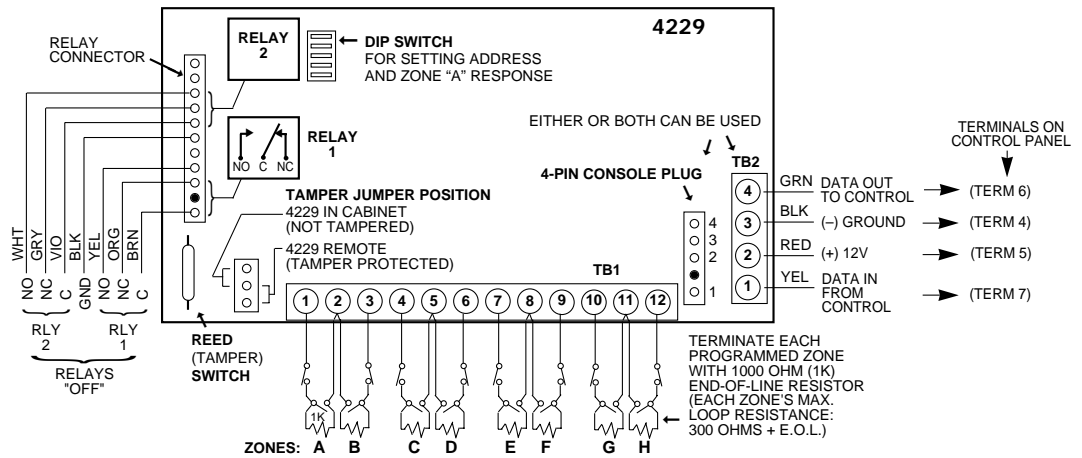 4229
RELAY
CONNECTOR
RELAY
2
DIP SWITCH
FOR SETTING ADDRESS
AND ZONE “A” RESPONSE
EITHER OR BOTH CAN BE USED
TERMINALS ON
CONTROL PANEL
NO C NC
RELAY
1
4-PIN CONSOLE PLUG
TB2
4
3
2
1
GRN
DATA OUT
TO CONTROL
(TERM 6)
BLK
(–) GROUND
(TERM 4)
RED
(+) 12V
(TERM 5)
YEL
DATA IN
FROM
CONTROL
(TERM 7)
4
3
2
1
TAMPER JUMPER POSITION
4229 IN CABINET
(NOT TAMPERED)
4229 REMOTE
(TAMPER PROTECTED)
TB1
1 2 3 4 5 6 7 8 9 10 11 12
WHT GRY VIO BLK YEL ORG BRN
NO NC C GND NO NC C
RLY
2
RLY
1
RELAYS
"OFF"
REED
(TAMPER)
SWITCH
TERMINATE EACH
PROGRAMMED ZONE
WITH 1000 OHM (1K)
END-OF-LINE RESISTOR
(EACH ZONE'S MAX.
LOOP RESISTANCE:
300 OHMS + E.O.L.)
1K
ZONES: A B C D E F G H